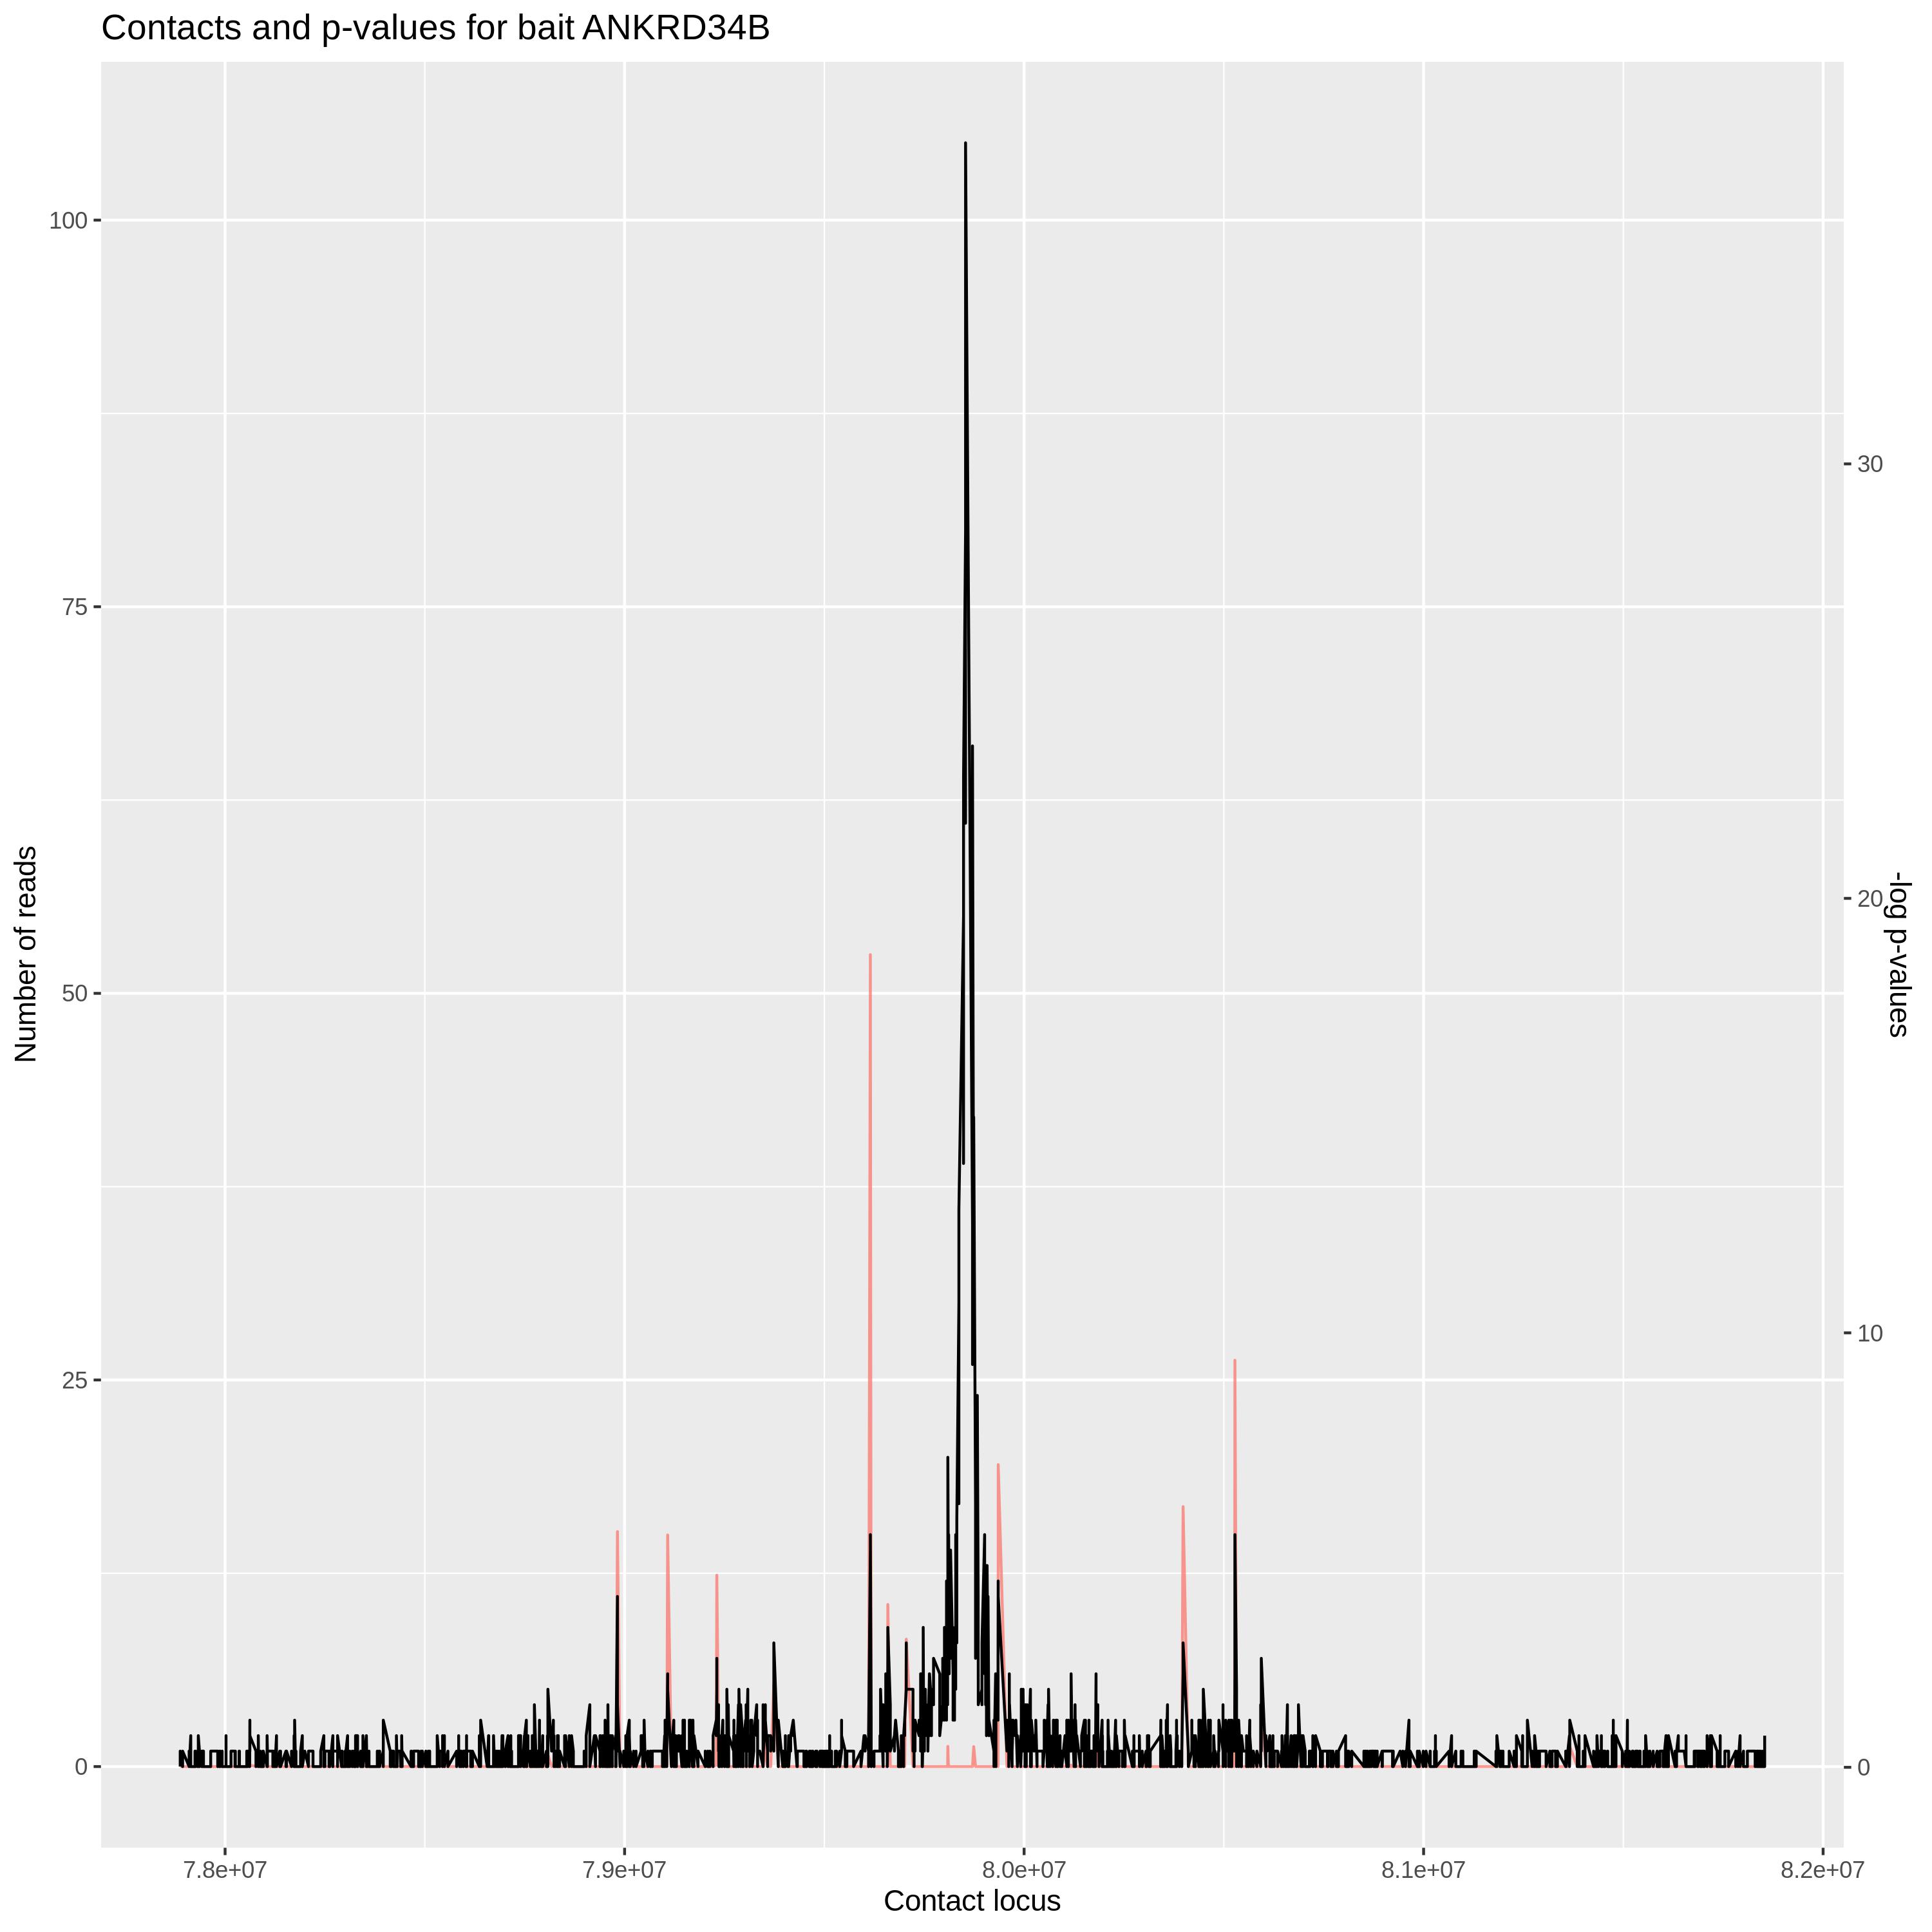 Contacts and p-values for bait ANKRD34B
Number of reads
100
75
50
25
0
30
20
10
0
-log p-values
7.8e+07 7.9e+07 8.0e+07 8.1e+07 8.2e+07
Contact locus